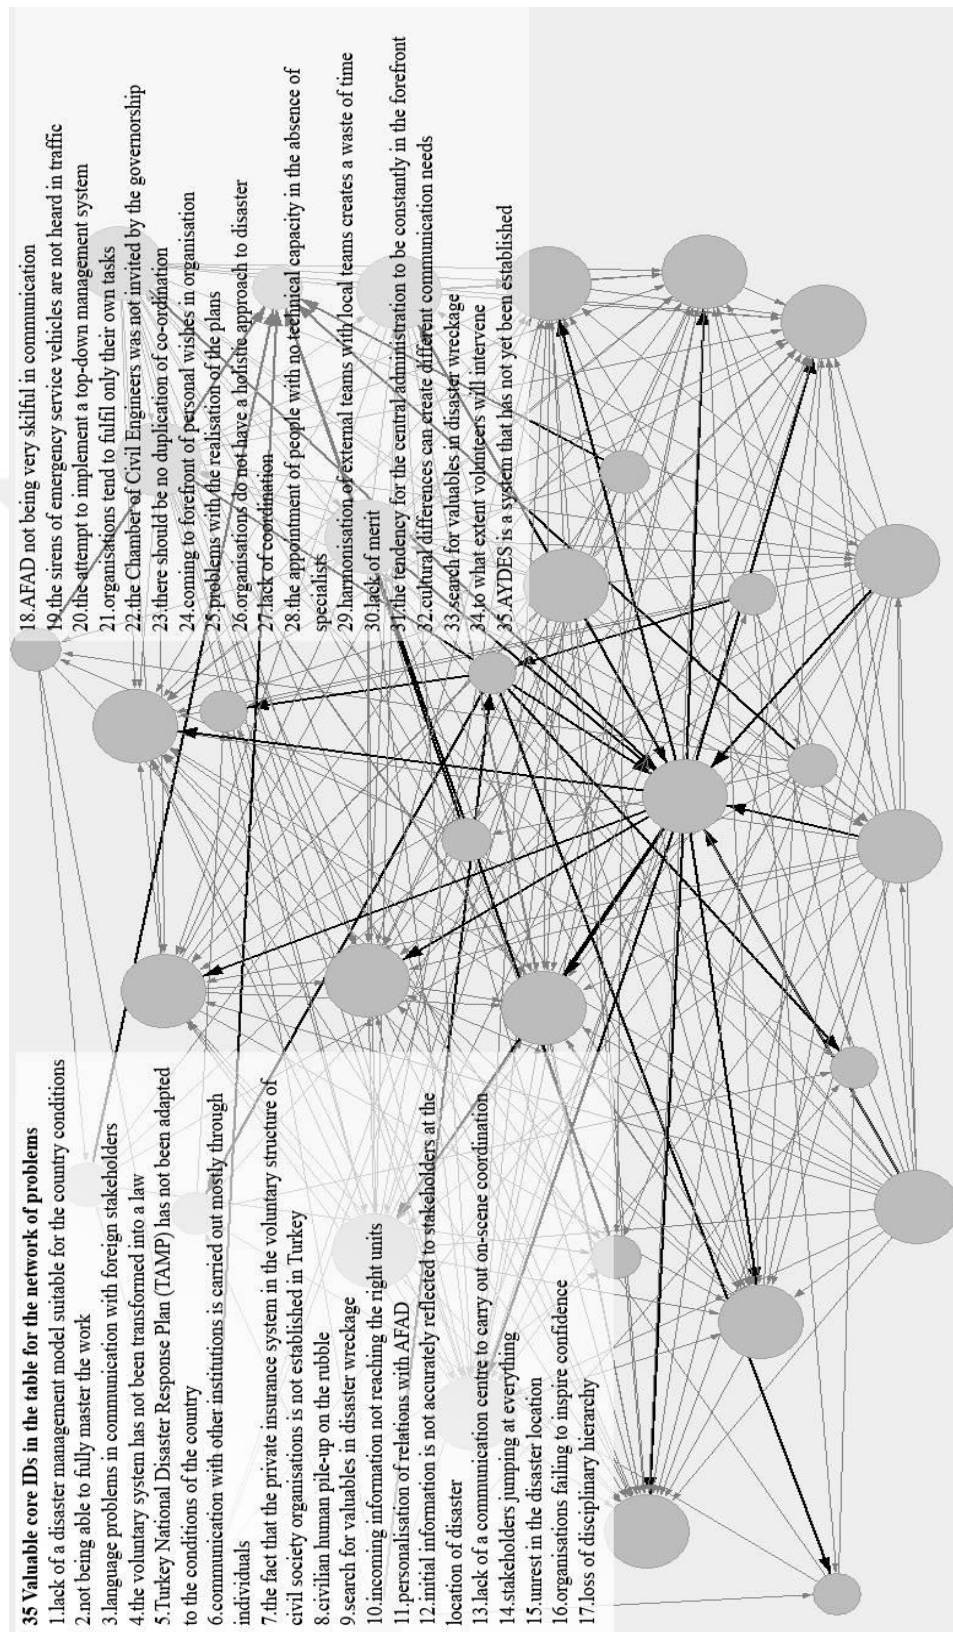 35 Valuable core IDs in the table for the network of problems
1.lack of a disaster management model suitable for the country conditions
2.not being able to fully master the work
3.language problems in communication with foreign stakeholders
4.the voluntary system has not been transformed into a law
5.Turkey National Disaster Response Plan (TAMP) has not been adapted
to the conditions of the country
6.communication with other institutions is carried out mostly through
individuals
7.the fact that the private insurance system in the voluntary structure of
civil society organisations is not established in Turkey
8.civilian human pile-up on the rubble
9.search for valuables in disaster wreckage
10.incoming information not reaching the right units
11.personalisation of relations with AFAD
12.initial information is not accurately reflected to stakeholders at the
location of disaster
13.lack of a communication centre to carry out on-scene coordination
14.stakeholders jumping at everything
15.unrest in the disaster location
16.organisations failing to inspire confidence
17.loss of disciplinary hierarchy
18.AFAD not being very skilful in communication
19.the sirens of emergency service vehicles are not heard in traffic
20.the attempt to implement a top-down management system
21.organisations tend to fulfil only their own tasks
22.the Chamber of Civil Engineers was not invited by the governorship
23.there should be no duplication of co-ordination
24.coming to forefront of personal wishes in organisation
25.problems with the realisation of the plans
26.organisations do not have a holistic approach to disaster
27.lack of coordination
28.the appointment of people with no technical capacity in the absence of
specialists
29.harmonisation of external teams with local teams creates a waste of time
30.lack of merit
31.the tendency for the central administration to be constantly in the forefront
32.cultural differences can create different communication needs
33.search for valuables in disaster wreckage
34.to what extent volunteers will intervene
35.AYDES is a system that has not yet been established